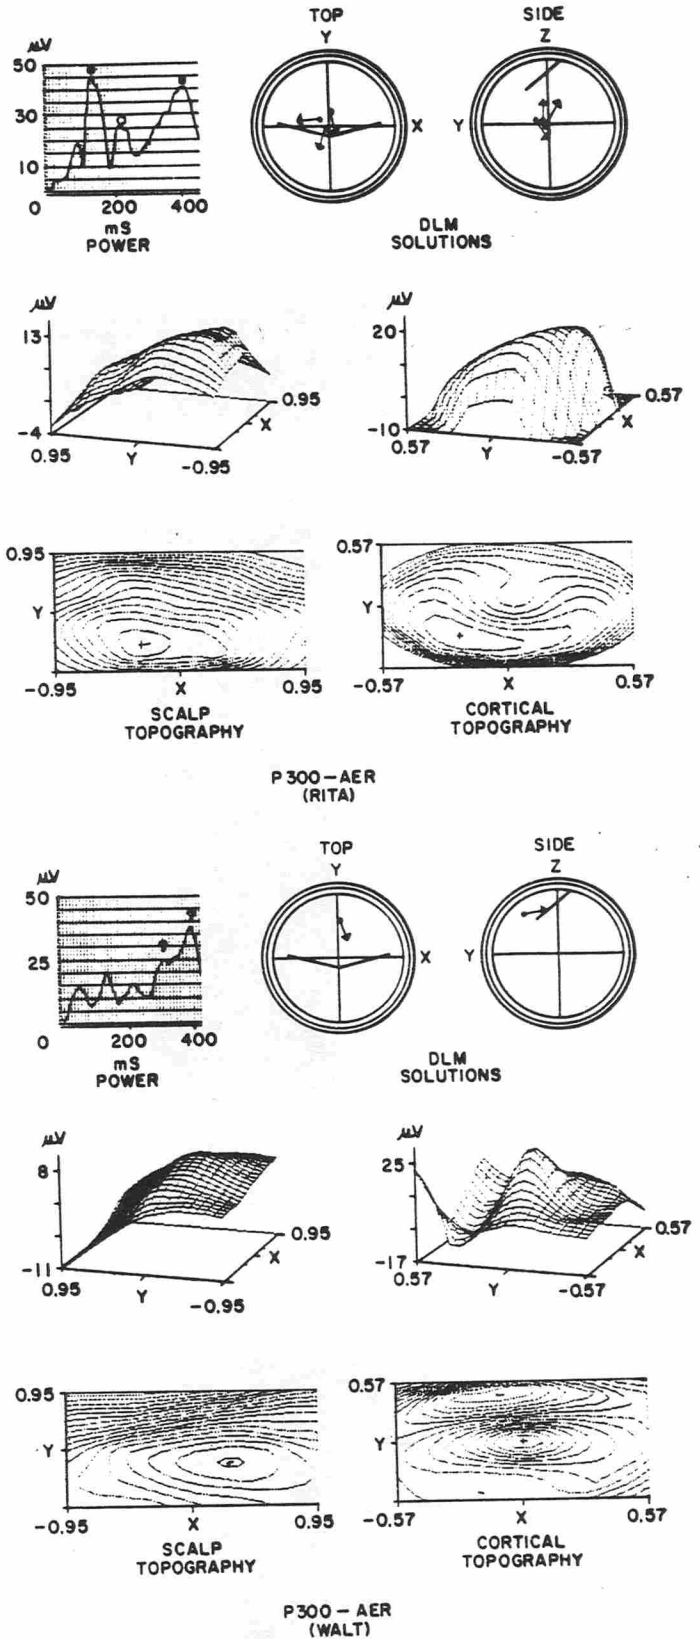 TOP
SIDE
µV
Y
Z
50
30
10
X
Y
0
200
400
mS
POWER
DLM
SOLUTIONS
µV
13
-4
0.95
Y
-0.95
X
0.95
µV
20
-10
0.57
Y
-0.57
X
0.57
0.95
Y
-0.95
X
0.95
SCALP
TOPOGRAPHY
0.57
Y
-0.57
X
0.57
CORTICAL
TOPOGRAPHY
P300-AER
(RITA)
TOP
SIDE
µV
Y
Z
50
25
X
Y
0
200
400
mS
POWER
DLM
SOLUTIONS
µV
8
-11
0.95
Y
-0.95
X
0.95
µV
25
-17
0.57
Y
-0.57
X
0.57
0.95
Y
-0.95
X
0.95
SCALP
TOPOGRAPHY
0.57
Y
-0.57
X
0.57
CORTICAL
TOPOGRAPHY
P300-AER
(WALT)